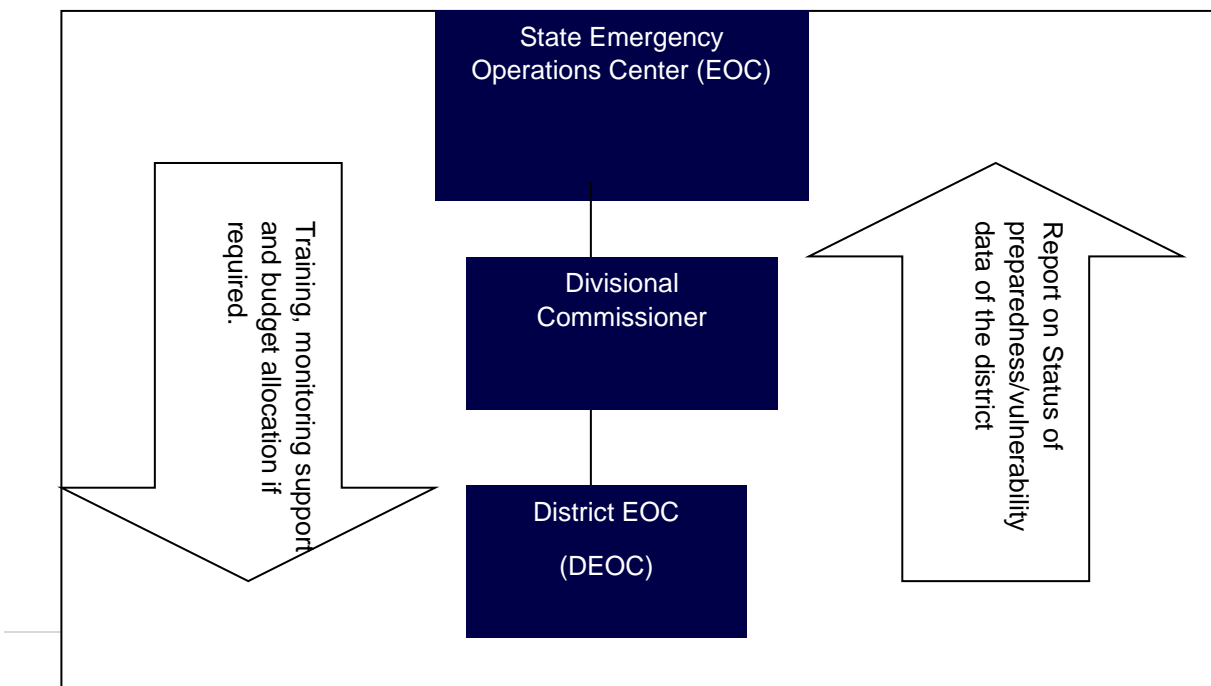 State Emergency
Operations Center (EOC)
Training, monitoring support
and budget allocation if
required.
Divisional
Commissioner
Report on Status of
preparedness/vulnerability
data of the district
District EOC
(DEOC)